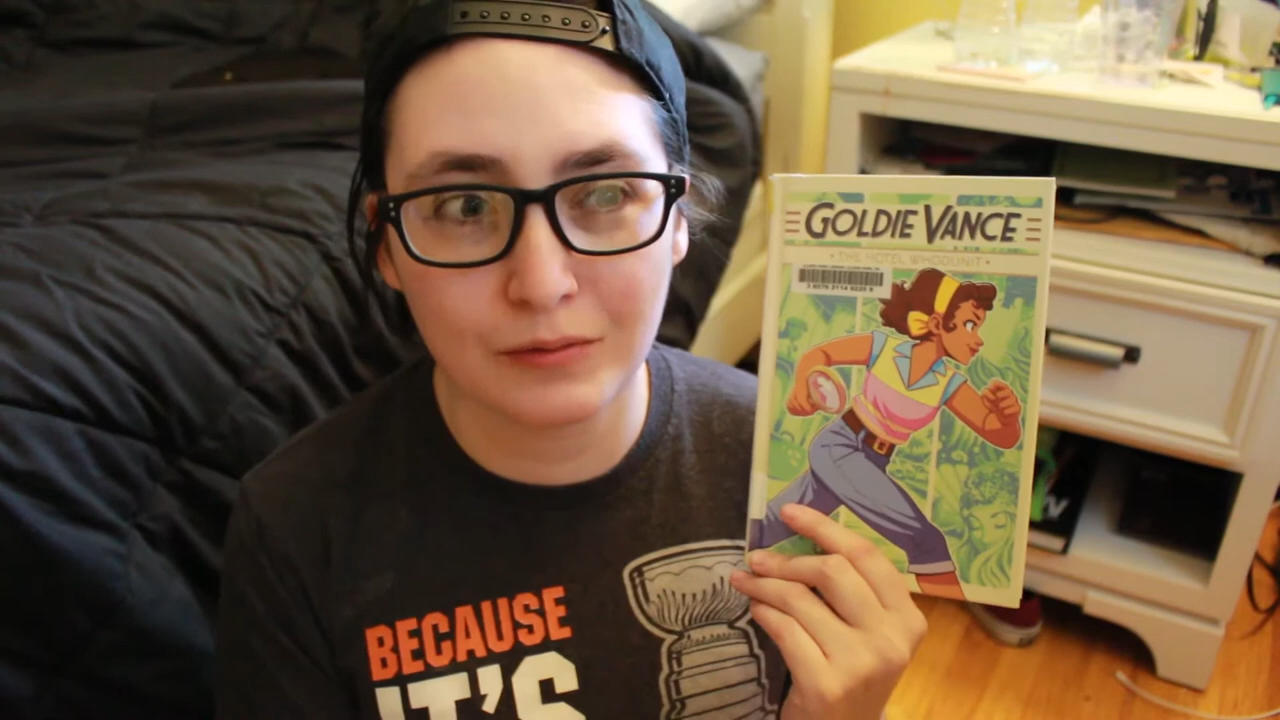 GOLDIE VANCE
• THE HOTEL WHODUNIT •
BECAUSE
IT'S